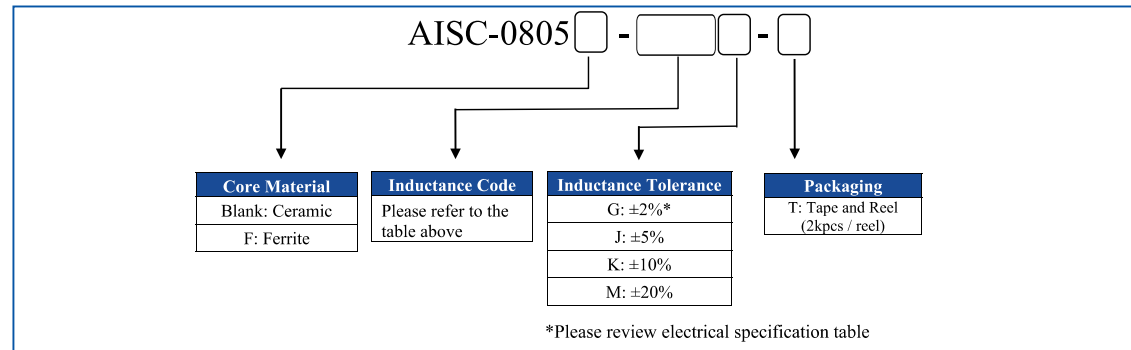 AISC-0805 - -
Core Material
Blank: Ceramic
F: Ferrite
Inductance Code
Please refer to the
table above
Inductance Tolerance
G: ±2%*
J: ±5%
K: ±10%
M: ±20%
Packaging
T: Tape and Reel
(2kpcs / reel)
*Please review electrical specification table